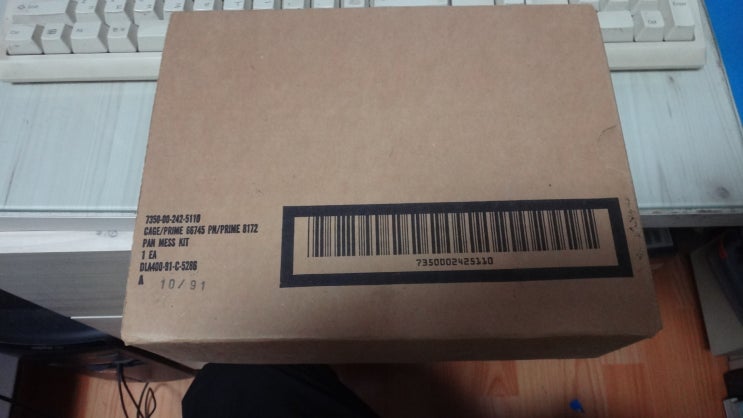 7350-00-242-5110
CAGE/PRIME 66745 PN/PRIME 8172
PAN MESS KIT
1 EA
DLA400-91-C-5286
A 10/91
7350002425110